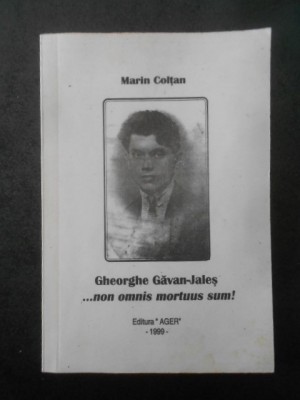 Marin Colțan
Gheorghe Găvan-Jaleș
...non omnis mortuus sum!
Editura " AGER"
- 1999 -